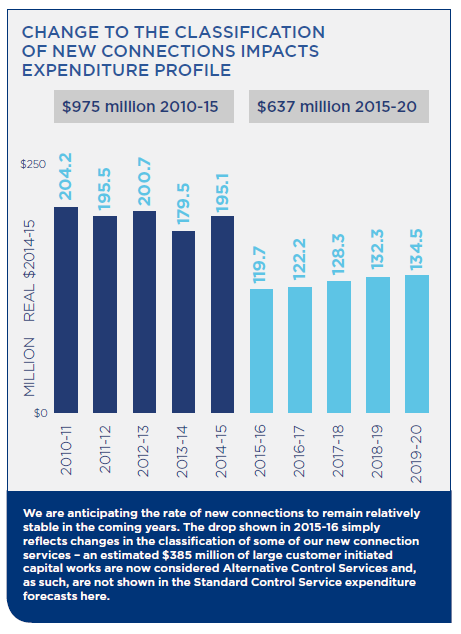 CHANGE TO THE CLASSIFICATION
OF NEW CONNECTIONS IMPACTS
EXPENDITURE PROFILE
$975 million 2010-15
$637 million 2015-20
$250
204.2
195.5
200.7
179.5
195.1
119.7
122.2
128.3
132.3
134.5
MILLION REAL $2014-15
$0
2010-11
2011-12
2012-13
2013-14
2014-15
2015-16
2016-17
2017-18
2018-19
2019-20
We are anticipating the rate of new connections to remain relatively
stable in the coming years. The drop shown in 2015-16 simply
reflects changes in the classification of some of our new connection
services – an estimated $385 million of large customer initiated
capital works are now considered Alternative Control Services and,
as such, are not shown in the Standard Control Service expenditure
forecasts here.